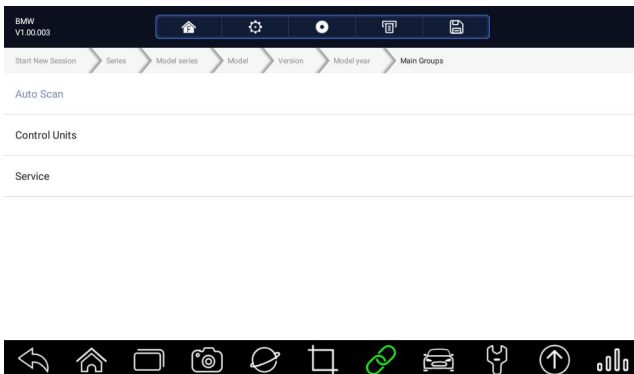 BMW
V1.00.003
Start New Session Series Model series Model Version Model year Main Groups
Auto Scan
Control Units
Service